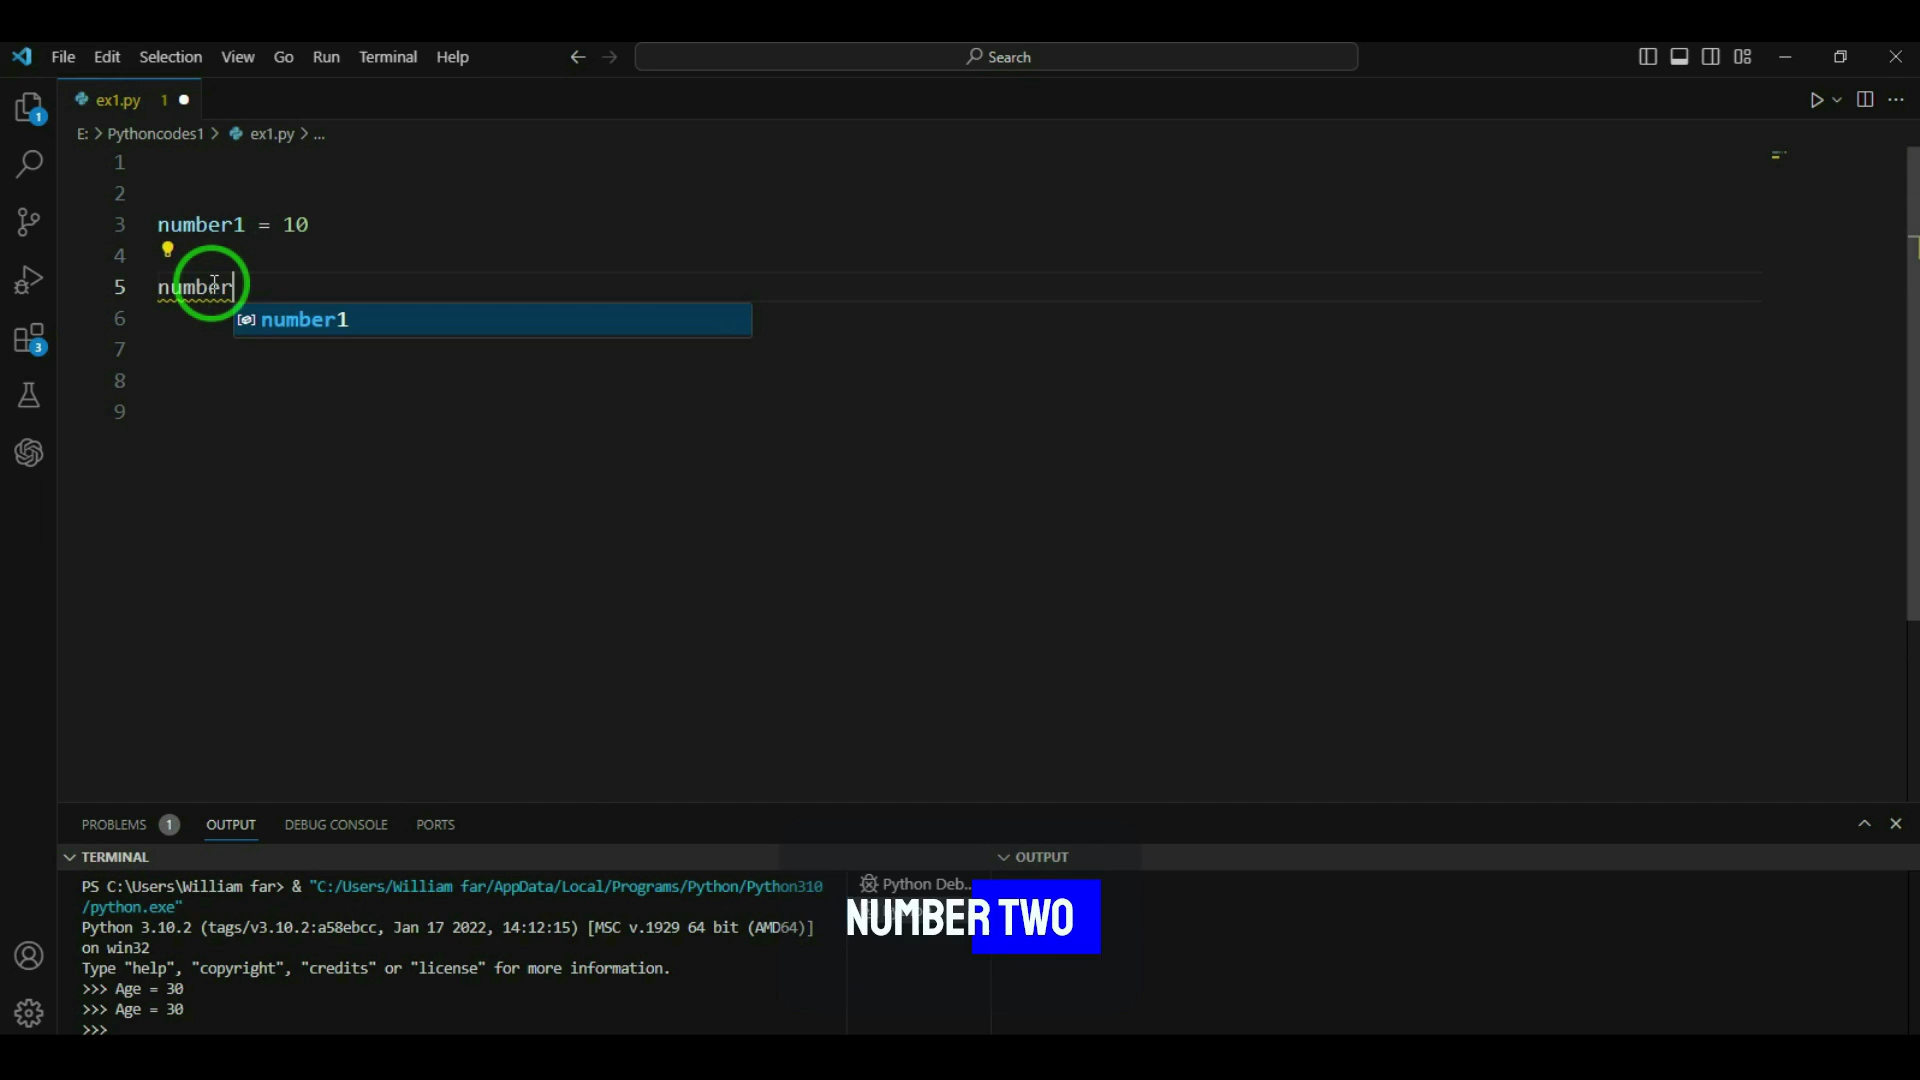 File Edit Selection View Go Run Terminal Help
Search
ex1.py 1
E: > Pythoncodes1 > ex1.py > ...
1
2
3 number1 = 10
4
5 number
number1
6
7
8
9
1
3
PROBLEMS 1 OUTPUT DEBUG CONSOLE PORTS
TERMINAL
OUTPUT
PS C:\Users\William far> & "C:/Users/William far/AppData/Local/Programs/Python/Python310
/python.exe"
Python 3.10.2 (tags/v3.10.2:a58ebcc, Jan 17 2022, 14:12:15) [MSC v.1929 64 bit (AMD64)]
on win32
Type "help", "copyright", "credits" or "license" for more information.
>>> Age = 30
>>> Age = 30
>>>
Python Deb...
NUMBER TWO